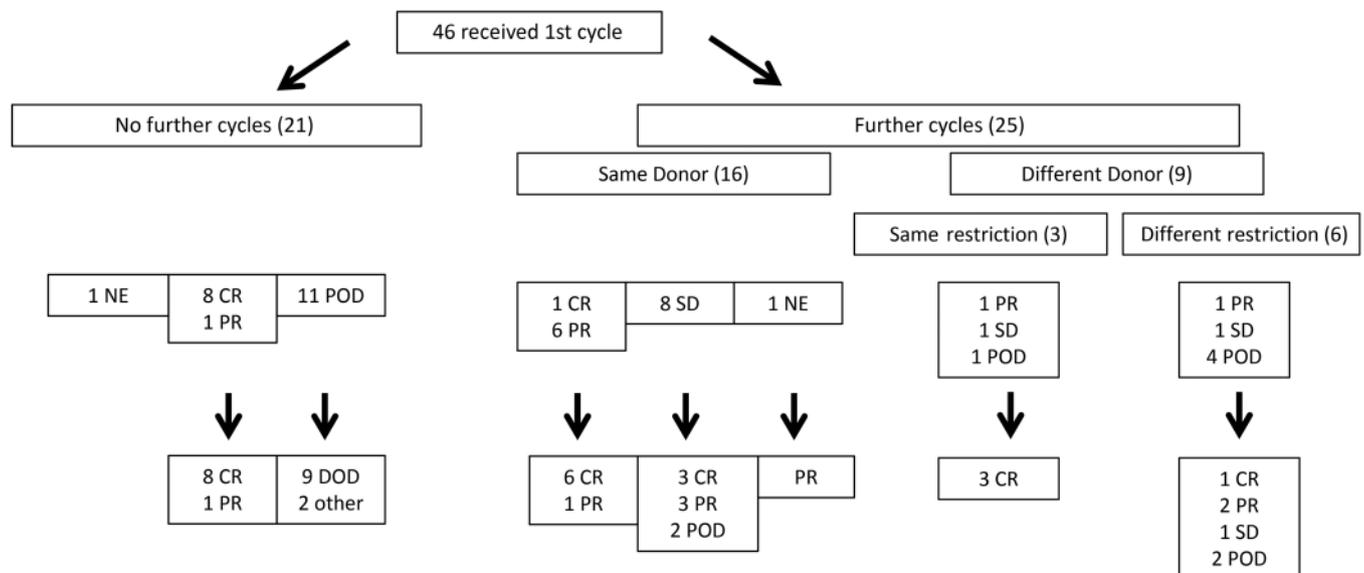 46 received 1st cycle
No further cycles (21)
Further cycles (25)
Same Donor (16)
Different Donor (9)
Same restriction (3)
Different restriction (6)
1 NE
8 CR
1 PR
11 POD
1 CR
6 PR
8 SD
1 NE
1 PR
1 SD
1 POD
1 PR
1 SD
4 POD
8 CR
1 PR
9 DOD
2 other
6 CR
1 PR
3 CR
3 PR
2 POD
PR
3 CR
1 CR
2 PR
1 SD
2 POD